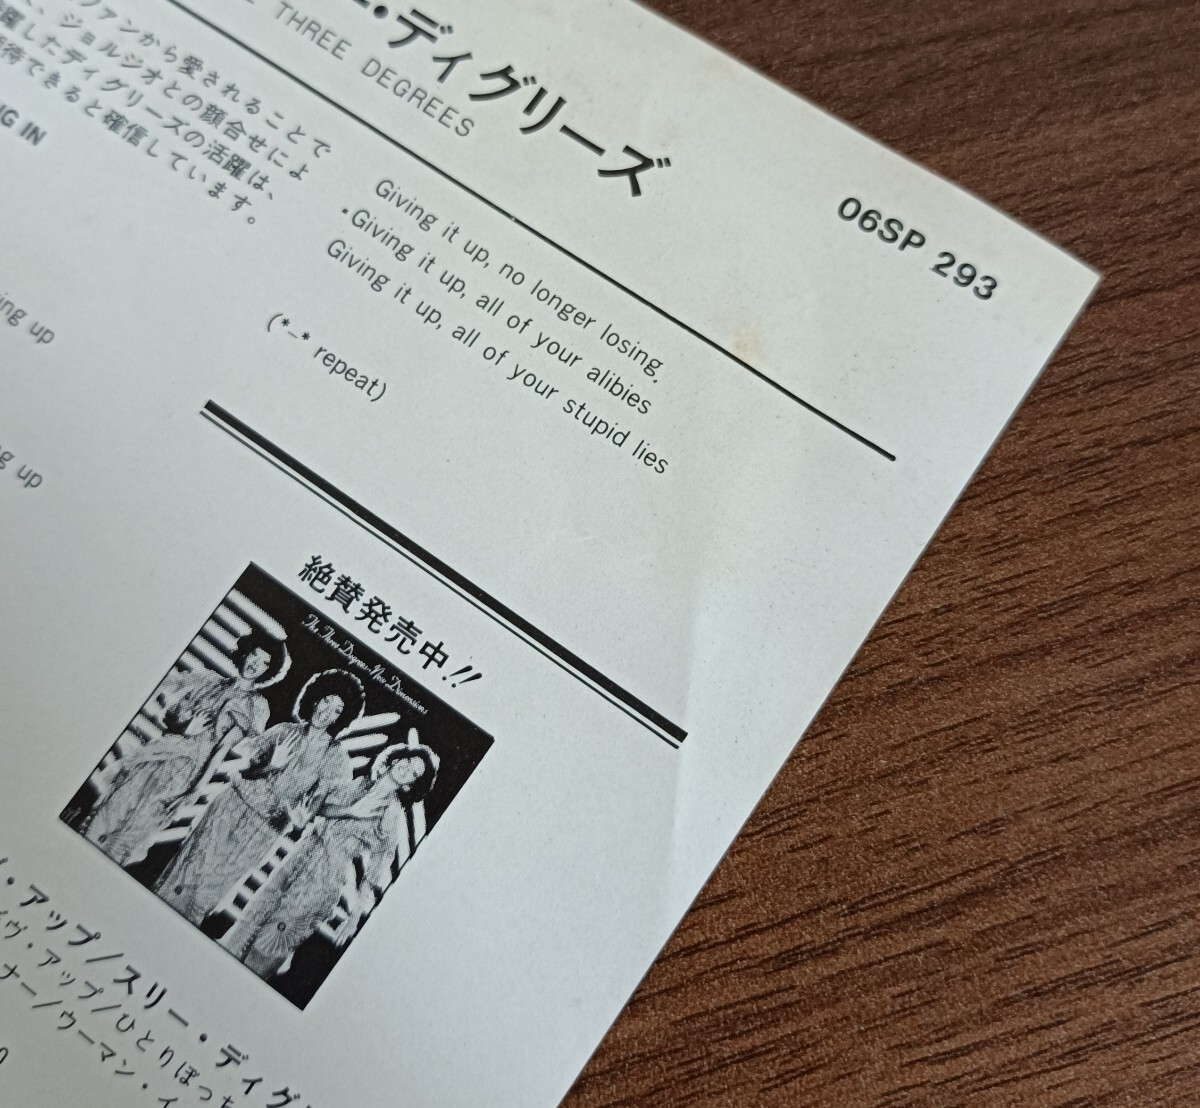 ー・ディグリーズ
THREE DEGREES
06SP 293
ファンから愛されることで
ジョルジオとの顔合せによ
躍したディグリーズの活躍は、
待できると確信しています。
G IN
ing up
ng up
Giving it up, no longer losing,
*Giving it up, all of your alibies
Giving it up, all of your stupid lies
(*–* repeat)
絶賛発売中!!
The Three Degrees・New Dimensions
・アップ/スリー・ディグ
ィヴ・アップ/ひとりぼっち
ナー/ウーマン・イ
0